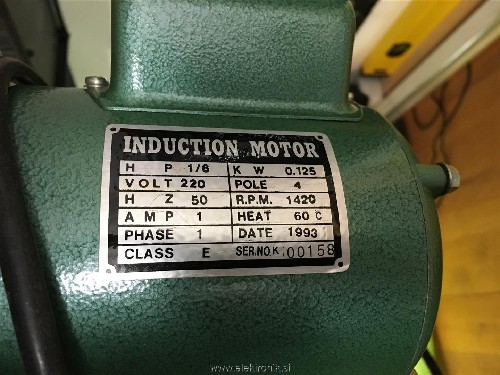 INDUCTION MOTOR
H P 1/6 K W 0.125
VOLT 220 POLE 4
H Z 50 R.P.M. 1420
A M P 1 HEAT 60 C
PHASE 1 DATE 1993
CLASS E SER.NO.K 00158
www.elektronik.si